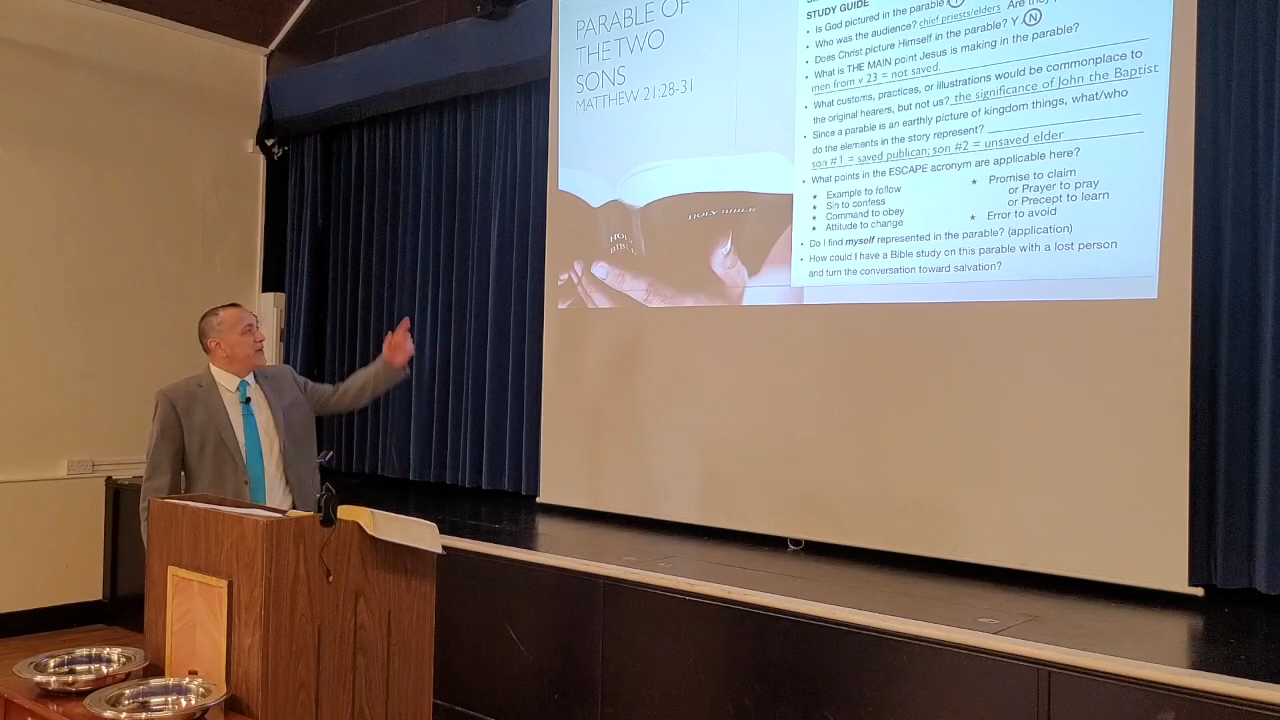 PARABLE OF
THE TWO
SONS
MATTHEW 21:28-31
HOLY BIBLE
HOLY
BIBLE
STUDY GUIDE
• Is God pictured in the parable
• Who was the audience? chief priests/elders Are they
• Does Christ picture Himself in the parable? Y N
• What is THE MAIN point Jesus is making in the parable?
men from v 23 = not saved.
• What customs, practices, or illustrations would be commonplace to
the original hearers, but not us? the significance of John the Baptist
• Since a parable is an earthly picture of kingdom things, what/who
do the elements in the story represent?
son #1 = saved publican; son #2 = unsaved elder
• What points in the ESCAPE acronym are applicable here?
★ Example to follow
★ Sin to confess
★ Command to obey
★ Attitude to change
★ Promise to claim
or Prayer to pray
or Precept to learn
★ Error to avoid
• Do I find myself represented in the parable? (application)
• How could I have a Bible study on this parable with a lost person
and turn the conversation toward salvation?